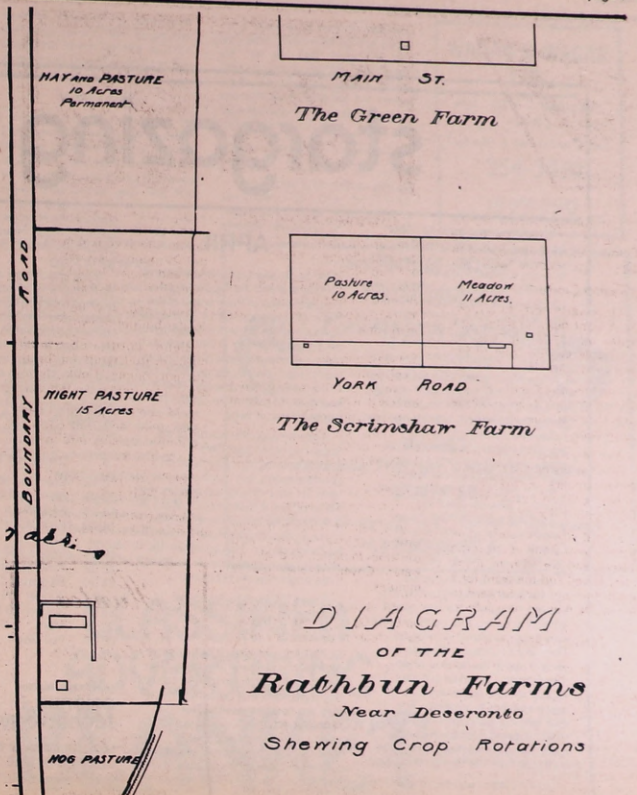 HAY AND PASTURE
10 Acres
Permanent
MAIN ST.
The Green Farm
ROAD
BOUNDARY
Pasture
10 Acres.
Meadow
11 Acres.
YORK ROAD
The Scrimshaw Farm
NIGHT PASTURE
15 Acres
DIAGRAM
OF THE
Rathbun Farms
Near Deseronto
Shewing Crop Rotations
HOG PASTURE